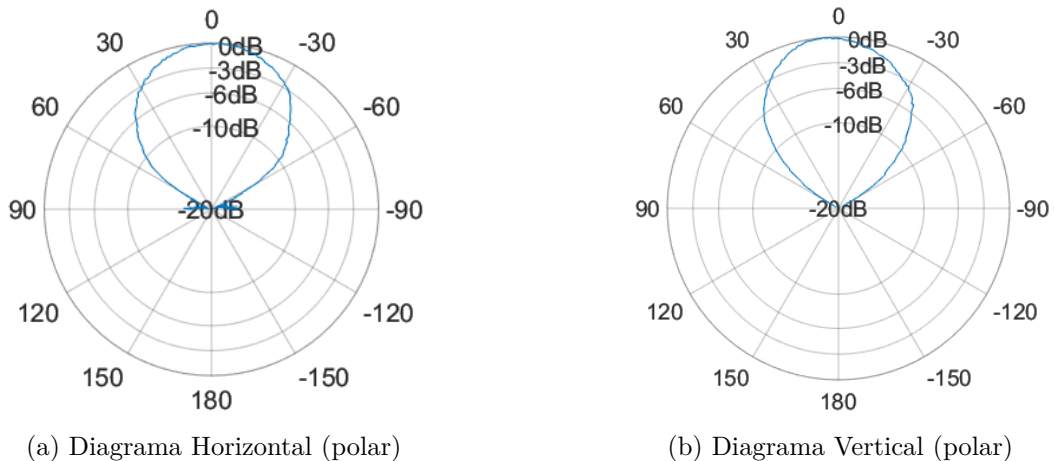 0
30
-30
0dB
-3dB
60
-60
-6dB
-10dB
90
-20dB
-90
120
-120
150
-150
180
(a) Diagrama Horizontal (polar)
0
30
-30
0dB
-3dB
60
-60
-6dB
-10dB
90
-20dB
-90
120
-120
150
-150
180
(b) Diagrama Vertical (polar)